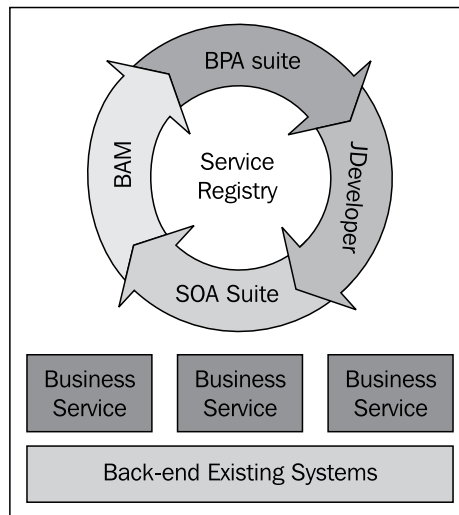 BPA suite
BAM
Service
Registry
JDeveloper
SOA Suite
Business
Service
Business
Service
Business
Service
Back-end Existing Systems